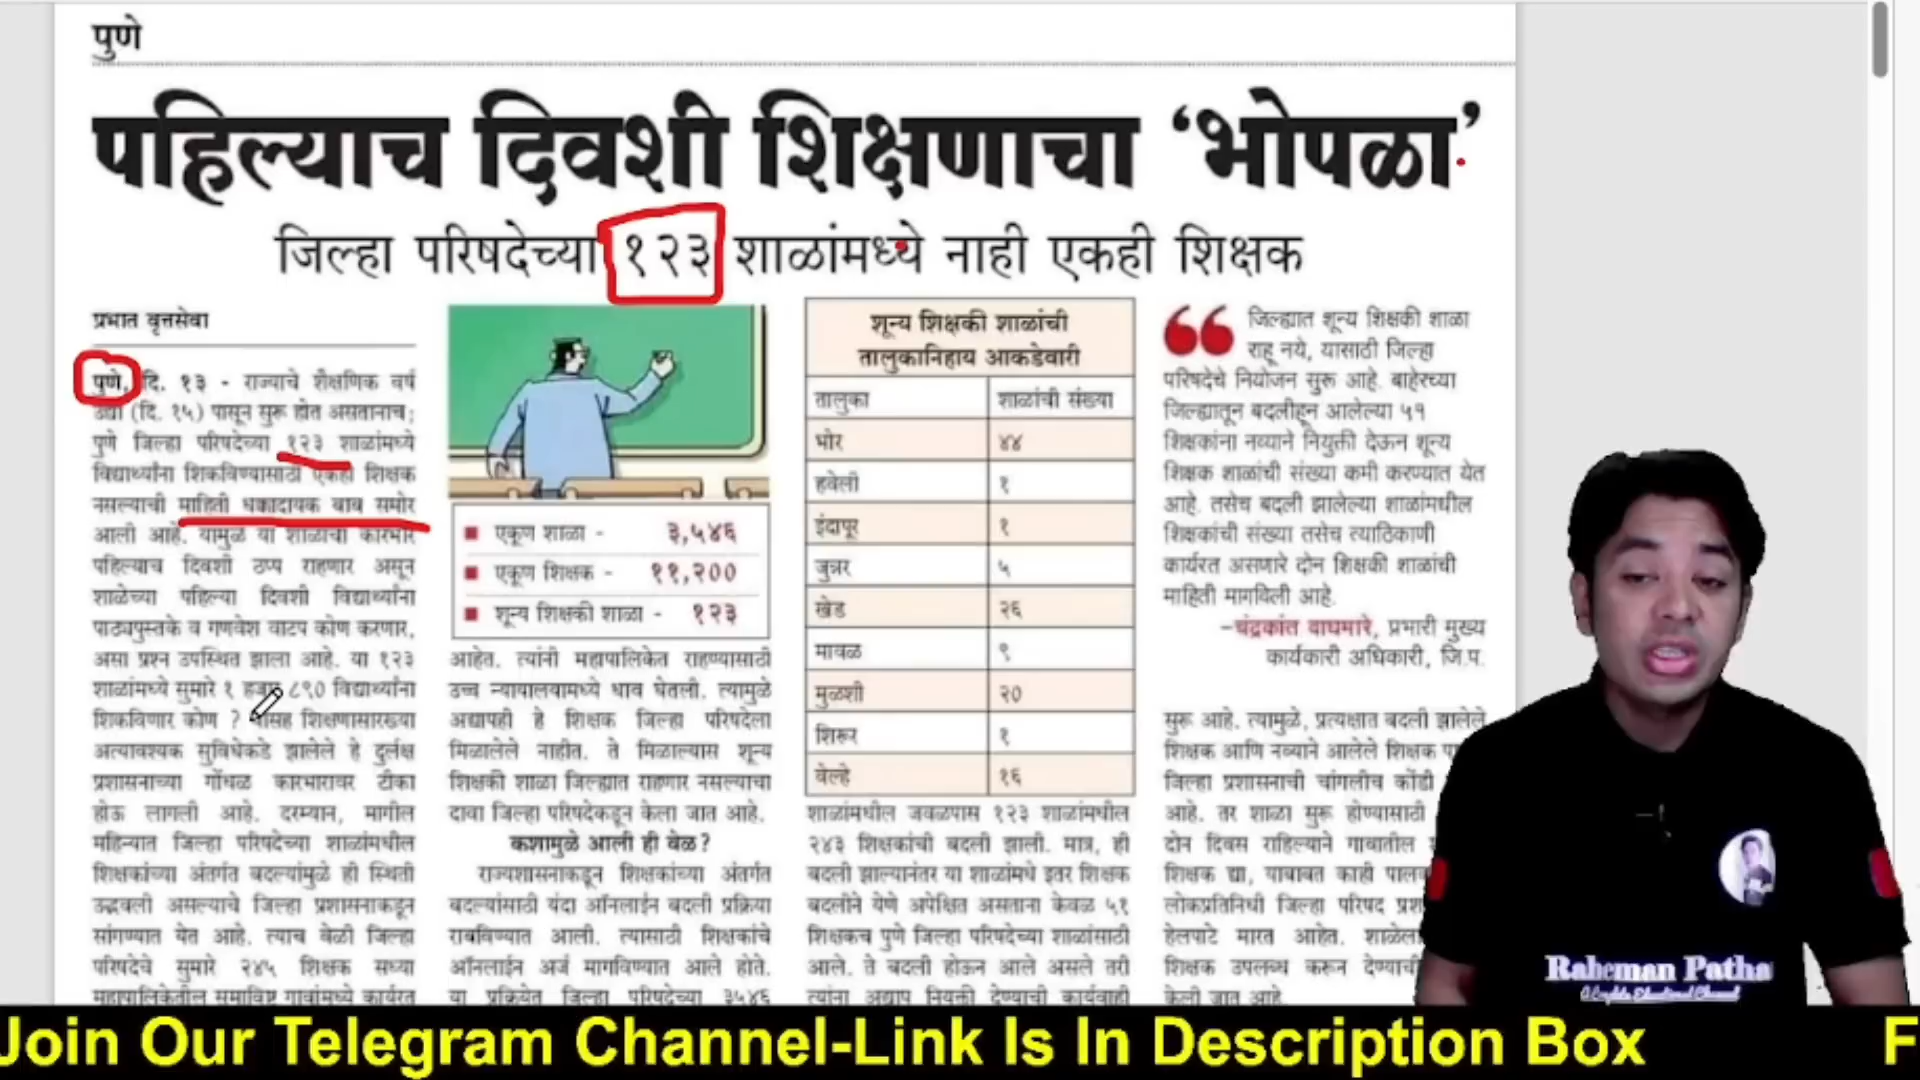 पुणे
पहिल्याच दिवशी शिक्षणाचा ‘भोपळा’
जिल्हा परिषदेच्या १२३ शाळांमध्ये नाही एकही शिक्षक
प्रभात वृत्तसेवा
पुणे, दि. १३ - राज्याचे शैक्षणिक वर्ष
उद्या (दि. १५) पासून सुरू होत असतानाच;
पुणे जिल्हा परिषदेच्या १२३ शाळांमध्ये
विद्यार्थ्यांना शिकविण्यासाठी एकही शिक्षक
नसल्याची माहिती धक्कादायक बाब समोर
आली आहे. यामुळे या शाळांचा कारभार
पहिल्याच दिवशी ठप्प राहणार असून
शाळेच्या पहिल्या दिवशी विद्यार्थ्यांना
पाठ्यपुस्तके व गणवेश वाटप कोण करणार,
असा प्रश्न उपस्थित झाला आहे. या १२३
शाळांमध्ये सुमारे १ हजार ८९० विद्यार्थ्यांना
शिकविणार कोण ? यासह शिक्षणासारख्या
अत्यावश्यक सुविधेकडे झालेले हे दुर्लक्ष
प्रशासनाच्या गोंधळ कारभारावर टीका
होऊ लागली आहे. दरम्यान, मागील
महिन्यात जिल्हा परिषदेच्या शाळांमधील
शिक्षकांच्या अंतर्गत बदल्यांमुळे ही स्थिती
उद्भवली असल्याचे जिल्हा प्रशासनाकडून
सांगण्यात येत आहे. त्याच वेळी जिल्हा
परिषदेचे सुमारे २४५ शिक्षक सध्या
महापालिकेतील समाविष्ट गावांमध्ये कार्यरत
■ एकूण शाळा - ३,५४६
■ एकूण शिक्षक - ११,२००
■ शून्य शिक्षकी शाळा - १२३
आहेत. त्यांनी महापालिकेत राहण्यासाठी
उच्च न्यायालयामध्ये धाव घेतली. त्यामुळे
अद्यापही हे शिक्षक जिल्हा परिषदेला
मिळालेले नाहीत. ते मिळाल्यास शून्य
शिक्षकी शाळा जिल्ह्यात राहणार नसल्याचा
दावा जिल्हा परिषदेकडून केला जात आहे.
कशामुळे आली ही वेळ?
राज्यशासनाकडून शिक्षकांच्या अंतर्गत
बदल्यांसाठी यंदा ऑनलाईन बदली प्रक्रिया
राबविण्यात आली. त्यासाठी शिक्षकांचे
ऑनलाईन अर्ज मागविण्यात आले होते.
या प्रक्रियेत जिल्हा परिषदेच्या ३५४६
शून्य शिक्षकी शाळांची
तालुकानिहाय आकडेवारी
तालुका शाळांची संख्या
भोर ४४
हवेली १
इंदापूर १
जुन्नर ५
खेड २६
मावळ ९
मुळशी २०
शिरूर १
वेल्हे १६
शाळांमधील जवळपास १२३ शाळांमधील
२४३ शिक्षकांची बदली झाली. मात्र, ही
बदली झाल्यानंतर या शाळांमधे इतर शिक्षक
बदलीने येणे अपेक्षित असताना केवळ ५१
शिक्षकच पुणे जिल्हा परिषदेच्या शाळांसाठी
आले. ते बदली होऊन आले असले तरी
त्यांना अद्याप नियुक्ती देण्याची कार्यवाही
जिल्ह्यात शून्य शिक्षकी शाळा
राहू नये, यासाठी जिल्हा
परिषदेचे नियोजन सुरू आहे. बाहेरच्या
जिल्ह्यातून बदलीहून आलेल्या ५१
शिक्षकांना नव्याने नियुक्ती देऊन शून्य
शिक्षक शाळांची संख्या कमी करण्यात येत
आहे. तसेच बदली झालेल्या शाळांमधील
शिक्षकांची संख्या तसेच त्याठिकाणी
कार्यरत असणारे दोन शिक्षकी शाळांची
माहिती मागविली आहे.
-चंद्रकांत वाघमारे, प्रभारी मुख्य
कार्यकारी अधिकारी, जि.प.
सुरू आहे. त्यामुळे, प्रत्यक्षात बदली झालेले
शिक्षक आणि नव्याने आलेले शिक्षक
जिल्हा प्रशासनाची चांगलीच कोंडी
आहे. तर शाळा सुरू होण्यासाठी
दोन दिवस राहिल्याने गावातील
शिक्षक द्या, याबाबत काही
लोकप्रतिनिधी जिल्हा परिषद
हेलपाटे मारत आहेत.
शिक्षक उपलब्ध करून
केली जात आहे
Raheman Patha
A Complete Educational Channel
Join Our Telegram Channel-Link Is In Description Box F